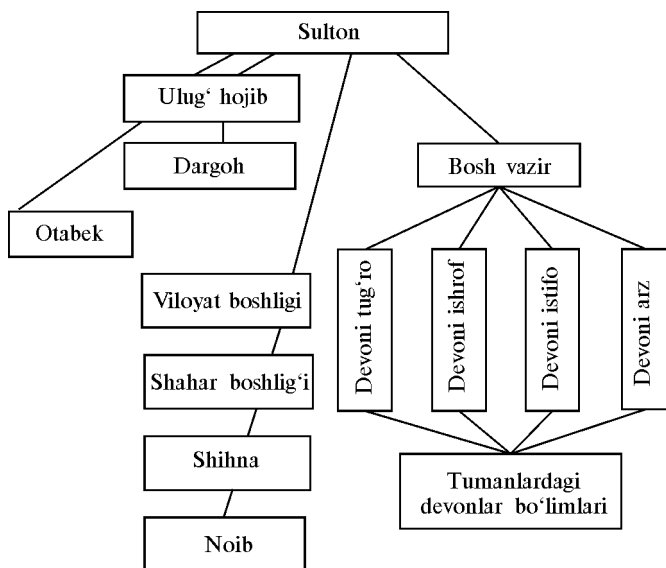 Sulton
Ulug‘ hojib
Dargoh
Otabek
Bosh vazir
Viloyat boshligi
Shahar boshlig‘i
Shihna
Noib
Devoni tug‘ro
Devoni ishrof
Devoni istifo
Devoni arz
Tumanlardagi
devonlar bo‘limlari